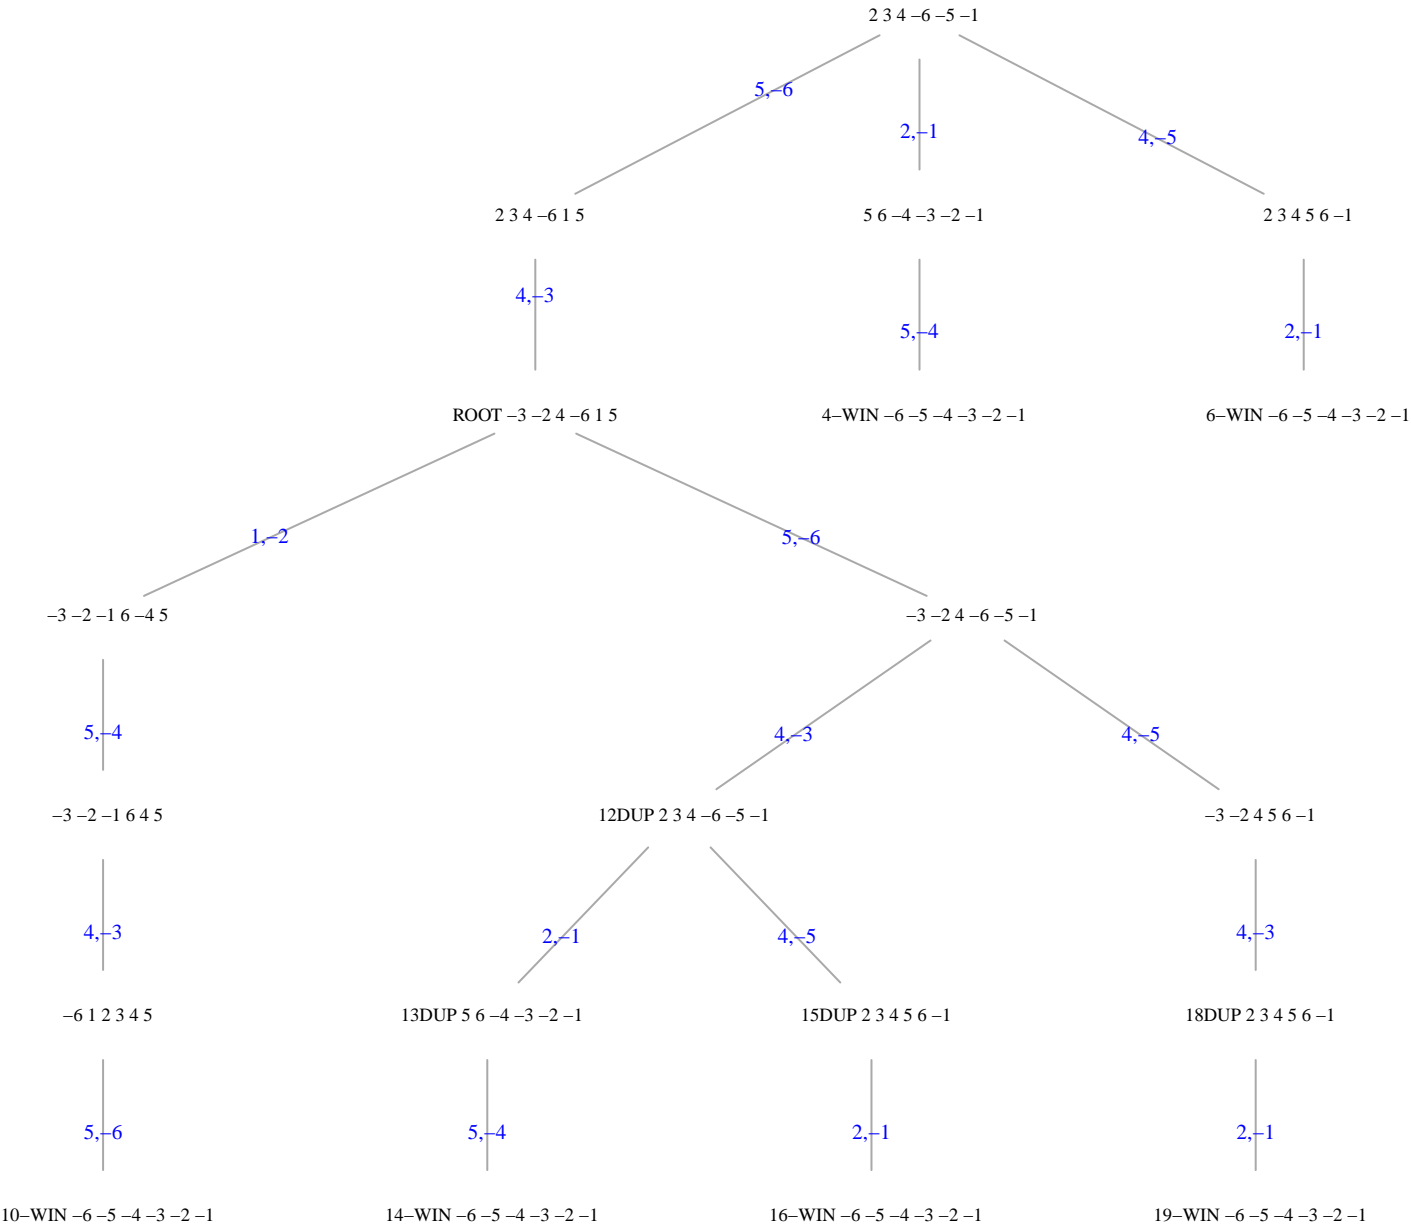 2 3 4 –6 –5 –1
5,–6
2,–1
4,–5
2 3 4 –6 1 5
5 6 –4 –3 –2 –1
2 3 4 5 6 –1
4,–3
5,–4
2,–1
ROOT –3 –2 4 –6 1 5
4–WIN –6 –5 –4 –3 –2 –1
6–WIN –6 –5 –4 –3 –2 –1
1,–2
5,–6
–3 –2 –1 6 –4 5
–3 –2 4 –6 –5 –1
5,–4
4,–3
4,–5
–3 –2 –1 6 4 5
12DUP 2 3 4 –6 –5 –1
–3 –2 4 5 6 –1
4,–3
2,–1
4,–5
4,–3
–6 1 2 3 4 5
13DUP 5 6 –4 –3 –2 –1
15DUP 2 3 4 5 6 –1
18DUP 2 3 4 5 6 –1
5,–6
5,–4
2,–1
2,–1
10–WIN –6 –5 –4 –3 –2 –1
14–WIN –6 –5 –4 –3 –2 –1
16–WIN –6 –5 –4 –3 –2 –1
19–WIN –6 –5 –4 –3 –2 –1